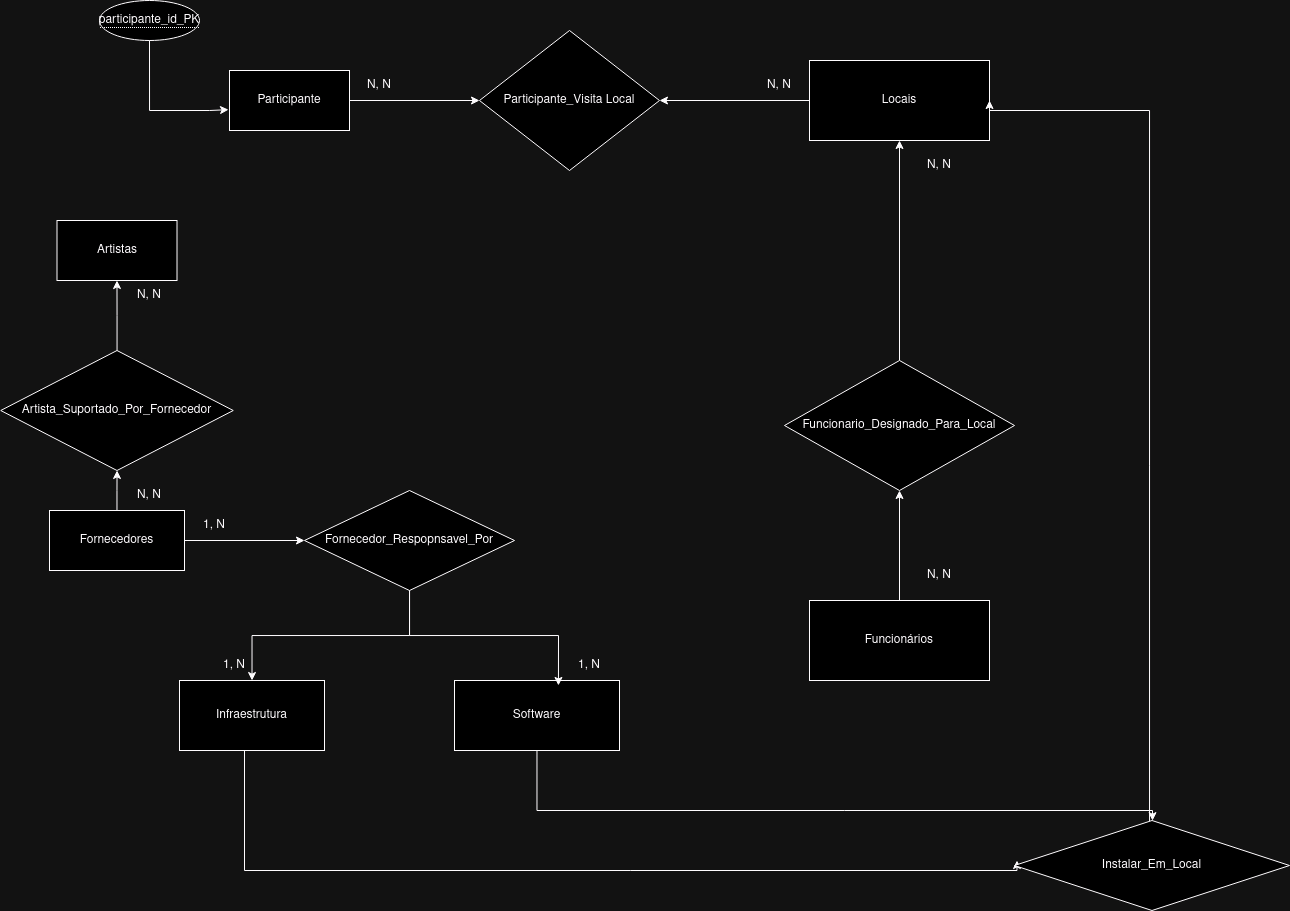 participante_id_PK
Participante
N, N
Participante_Visita Local
N, N
Locais
N, N
Artistas
N, N
Artista_Suportado_Por_Fornecedor
Funcionario_Designado_Para_Local
N, N
Fornecedores
1, N
Fornecedor_Respopnsavel_Por
N, N
Funcionários
1, N
1, N
Infraestrutura
Software
Instalar_Em_Local